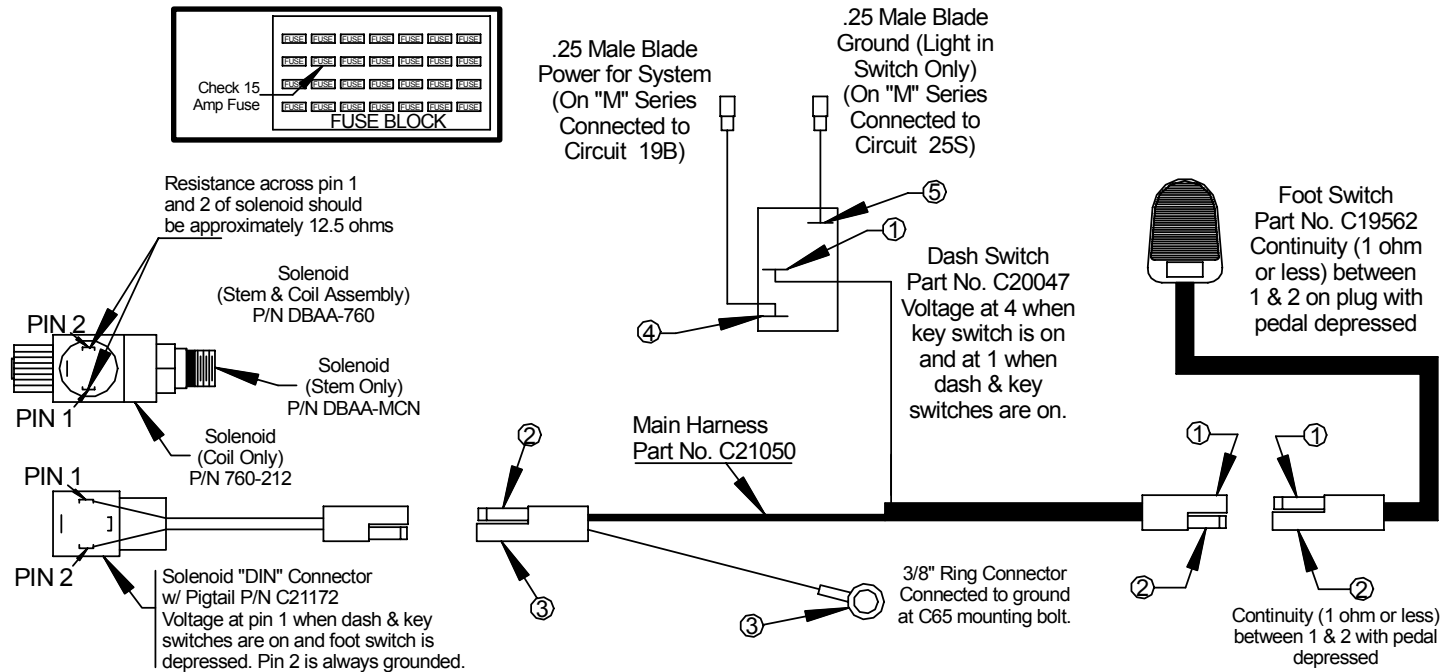 FUSE FUSE FUSE FUSE FUSE FUSE FUSE
FUSE FUSE FUSE FUSE FUSE FUSE FUSE
FUSE FUSE FUSE FUSE FUSE FUSE FUSE
FUSE FUSE FUSE FUSE FUSE FUSE FUSE
FUSE BLOCK
Check 15
Amp Fuse
.25 Male Blade
Power for System
(On "M" Series
Connected to
Circuit 19B)
.25 Male Blade
Ground (Light in
Switch Only)
(On "M" Series
Connected to
Circuit 25S)
5
1
4
Dash Switch
Part No. C20047
Voltage at 4 when
key switch is on
and at 1 when
dash & key
switches are on.
Foot Switch
Part No. C19562
Continuity (1 ohm
or less) between
1 & 2 on plug with
pedal depressed
Resistance across pin 1
and 2 of solenoid should
be approximately 12.5 ohms
Solenoid
(Stem & Coil Assembly)
P/N DBAA-760
PIN 2
PIN 1
Solenoid
(Stem Only)
P/N DBAA-MCN
Solenoid
(Coil Only)
P/N 760-212
PIN 1
PIN 2
Solenoid "DIN" Connector
w/ Pigtail P/N C21172
Voltage at pin 1 when dash & key
switches are on and foot switch is
depressed. Pin 2 is always grounded.
2
3
Main Harness
Part No. C21050
3
3/8" Ring Connector
Connected to ground
at C65 mounting bolt.
1
2
1
2
Continuity (1 ohm or less)
between 1 & 2 with pedal
depressed